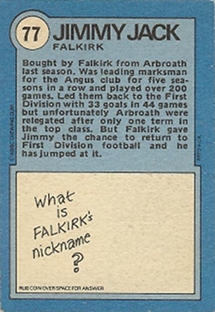 77
JIMMY JACK
FALKIRK
Bought by Falkirk from Arbroath
last season. Was leading marksman
for the Angus club for five seas-
ons in a row and played over 200
games. Led them back to the First
Division with 33 goals in 44 games
but unfortunately Arbroath were
relegated after only one term in
the top class. But Falkirk gave
Jimmy the chance to return to
First Division football and he
has jumped at it.
What
is
FALKIRK'S
nickname
?
RUB COIN OVER SPACE FOR ANSWER